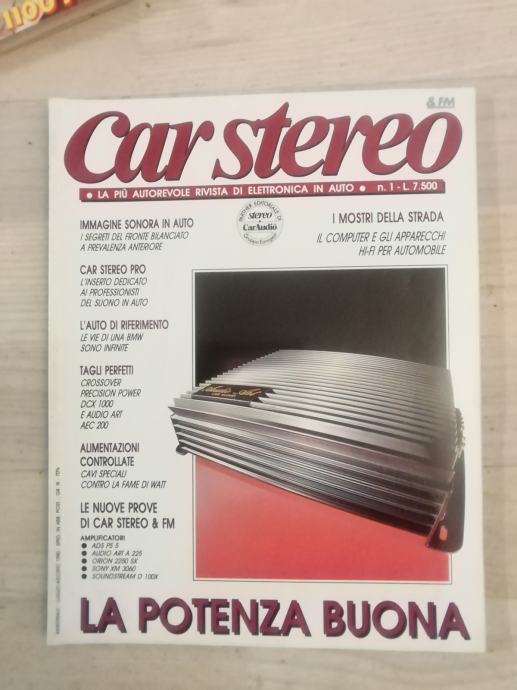 1100
& FM
Car stereo
• LA PIÙ AUTOREVOLE RIVISTA DI ELETTRONICA IN AUTO • n. 1 - L. 7.500
IMMAGINE SONORA IN AUTO
I SEGRETI DEL FRONTE BILANCIATO
A PREVALENZA ANTERIORE
CAR STEREO PRO
L'INSERTO DEDICATO
AI PROFESSIONISTI
DEL SUONO IN AUTO
L'AUTO DI RIFERIMENTO
LE VIE DI UNA BMW
SONO INFINITE
TAGLI PERFETTI
CROSSOVER
PRECISION POWER
DCX 1000
E AUDIO ART
AEC 200
ALIMENTAZIONI
CONTROLLATE
CAVI SPECIALI
CONTRO LA FAME DI WATT
LE NUOVE PROVE
DI CAR STEREO & FM
AMPLIFICATORI
• ADS PS 5
• AUDIO ART A 225
• ORION 2250 SX
• SONY XM 3060
• SOUNDSTREAM D 100X
PARTNER EDITORIALE DI
stereo
CarAudio
I MOSTRI DELLA STRADA
IL COMPUTER E GLI APPARECCHI
HI-FI PER AUTOMOBILE
LA POTENZA BUONA